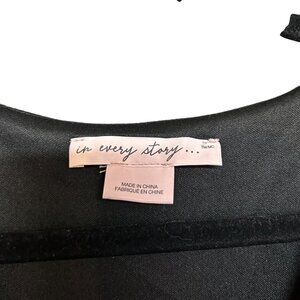 in every story...
MADE IN CHINA
FABRIQUÉ EN CHINE